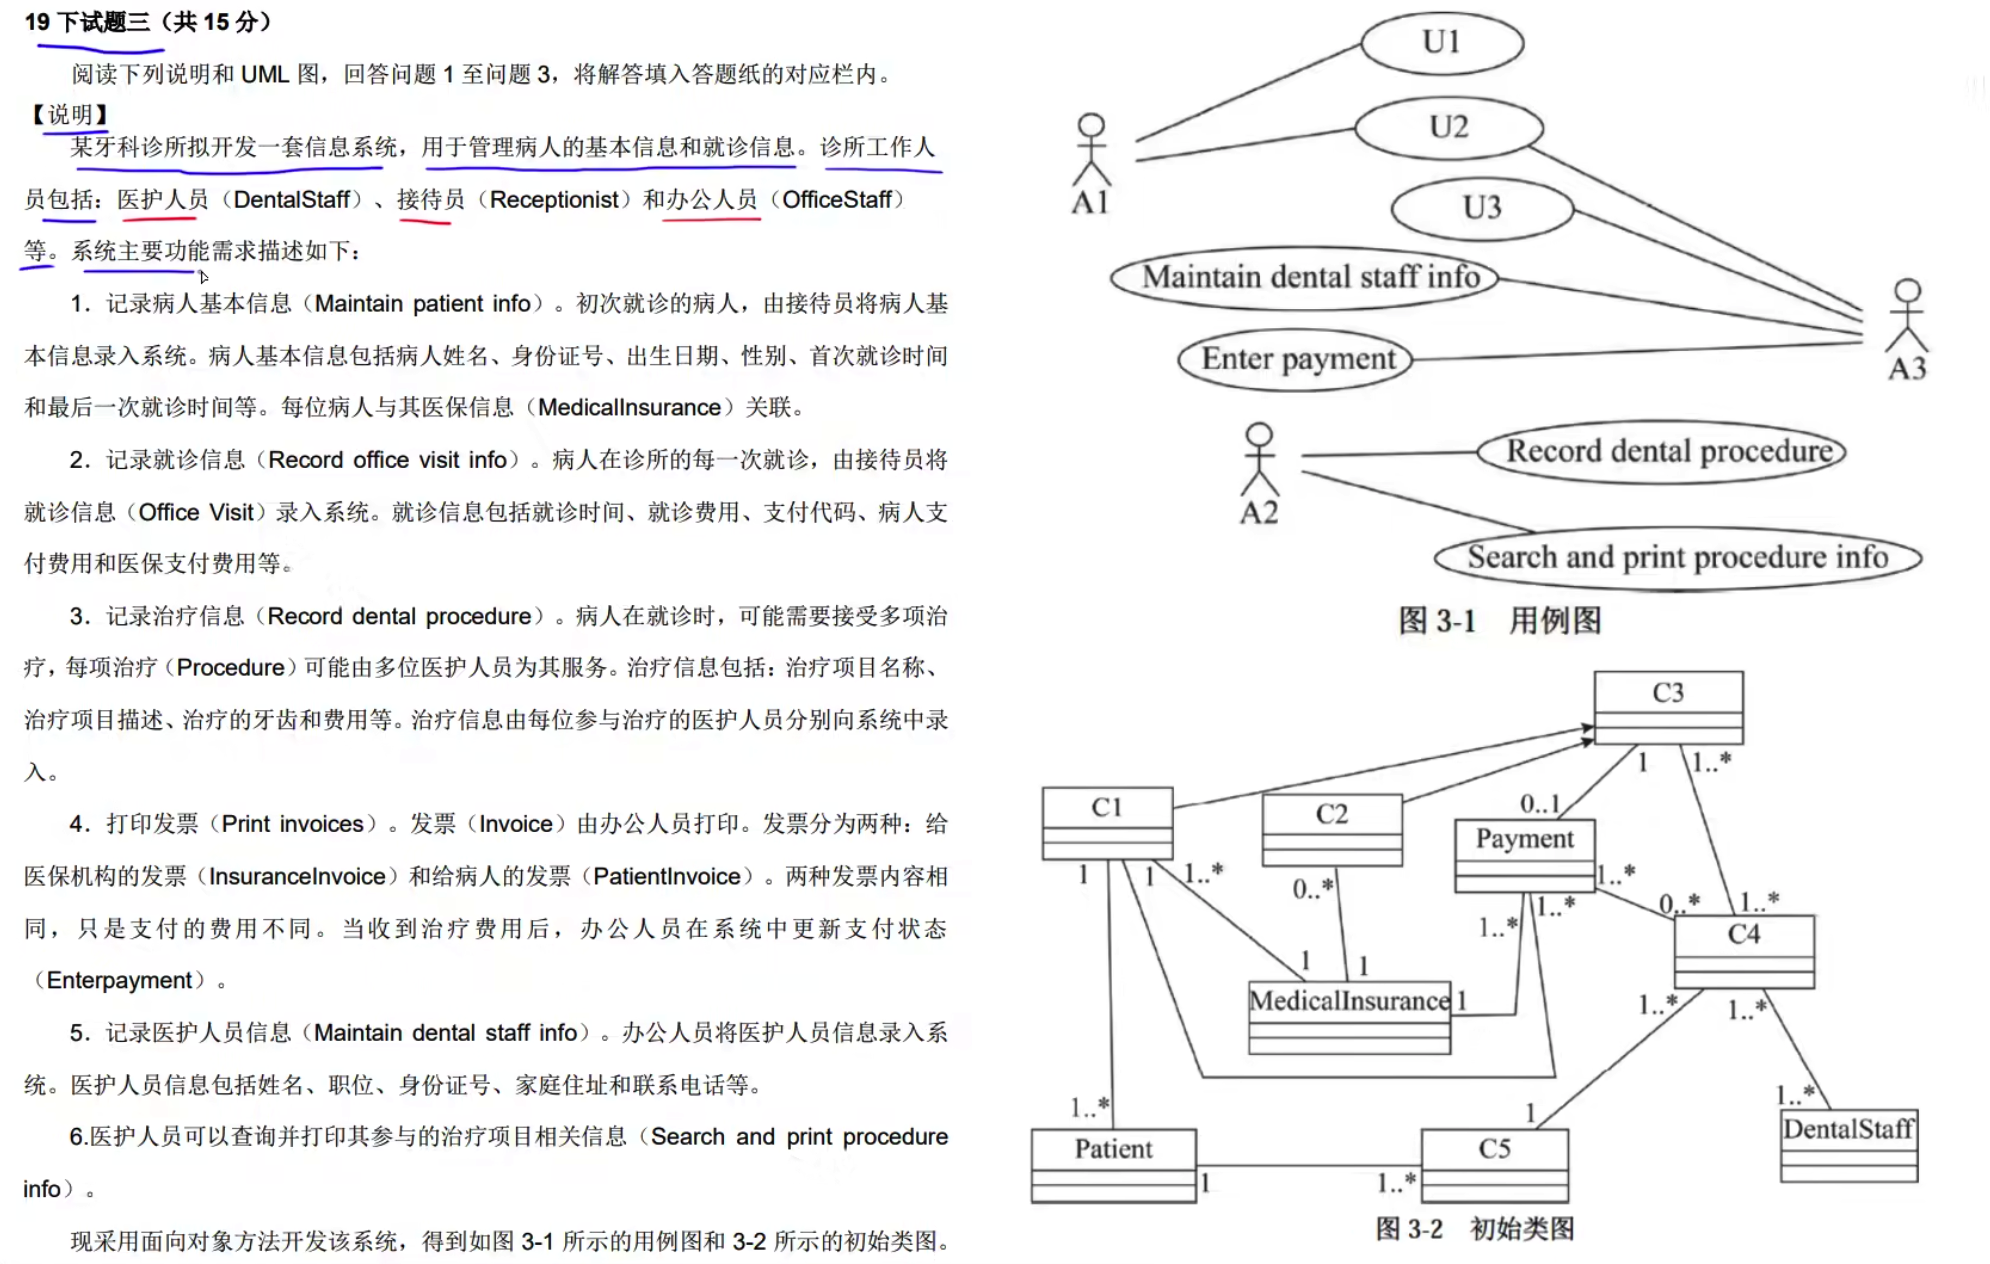 19 下试题三（共 15 分）
阅读下列说明和 UML 图，回答问题 1 至问题 3，将解答填入答题纸的对应栏内。
【说明】
某牙科诊所拟开发一套信息系统，用于管理病人的基本信息和就诊信息。诊所工作人
员包括：医护人员（DentalStaff）、接待员（Receptionist）和办公人员（OfficeStaff）
等。系统主要功能需求描述如下：
1．记录病人基本信息（Maintain patient info）。初次就诊的病人，由接待员将病人基
本信息录入系统。病人基本信息包括病人姓名、身份证号、出生日期、性别、首次就诊时间
和最后一次就诊时间等。每位病人与其医保信息（MedicalInsurance）关联。
2．记录就诊信息（Record office visit info）。病人在诊所的每一次就诊，由接待员将
就诊信息（Office Visit）录入系统。就诊信息包括就诊时间、就诊费用、支付代码、病人支
付费用和医保支付费用等。
3．记录治疗信息（Record dental procedure）。病人在就诊时，可能需要接受多项治
疗，每项治疗（Procedure）可能由多位医护人员为其服务。治疗信息包括：治疗项目名称、
治疗项目描述、治疗的牙齿和费用等。治疗信息由每位参与治疗的医护人员分别向系统中录
入。
4．打印发票（Print invoices）。发票（Invoice）由办公人员打印。发票分为两种：给
医保机构的发票（InsuranceInvoice）和给病人的发票（PatientInvoice）。两种发票内容相
同，只是支付的费用不同。当收到治疗费用后，办公人员在系统中更新支付状态
（Enterpayment）。
5．记录医护人员信息（Maintain dental staff info）。办公人员将医护人员信息录入系
统。医护人员信息包括姓名、职位、身份证号、家庭住址和联系电话等。
6.医护人员可以查询并打印其参与的治疗项目相关信息（Search and print procedure
info）。
现采用面向对象方法开发该系统，得到如图 3-1 所示的用例图和 3-2 所示的初始类图。
U1
U2
A1
U3
Maintain dental staff info
Enter payment
A3
Record dental procedure
A2
Search and print procedure info
图 3-1 用例图
C3
1 1..*
C1
C2
0..1
Payment
1 1 1..*
0..*
1..*
1..* 1..*
0..* 1..*
C4
1 1
MedicalInsurance 1
1..* 1..*
1..*
1
1..*
Patient
C5
DentalStaff
1 1..*
图 3-2 初始类图